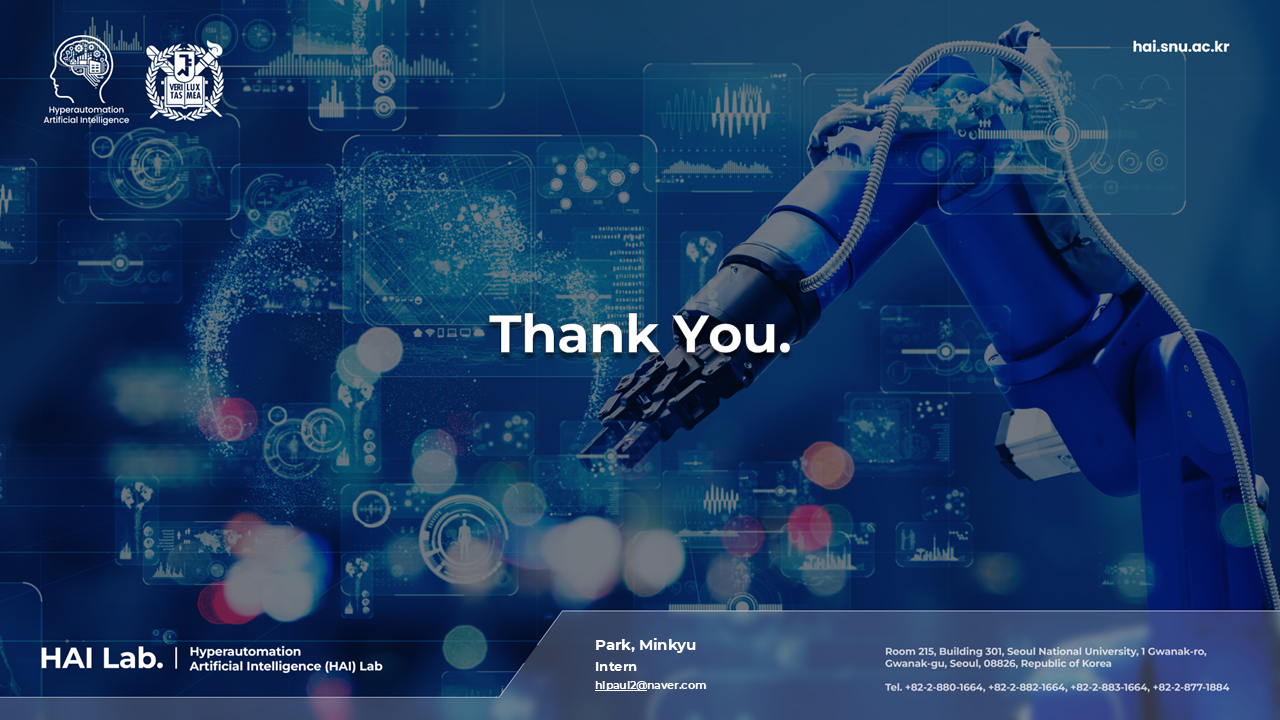 hai.snu.ac.kr
Hyperautomation
Artificial Intelligence
VERI LUX
TAS MEA
Thank You.
HAI Lab. | Hyperautomation
Artificial Intelligence (HAI) Lab
Park, Minkyu
Intern
hlpaul2@naver.com
Room 215, Building 301, Seoul National University, 1 Gwanak-ro,
Gwanak-gu, Seoul, 08826, Republic of Korea
Tel. +82-2-880-1664, +82-2-882-1664, +82-2-883-1664, +82-2-877-1884